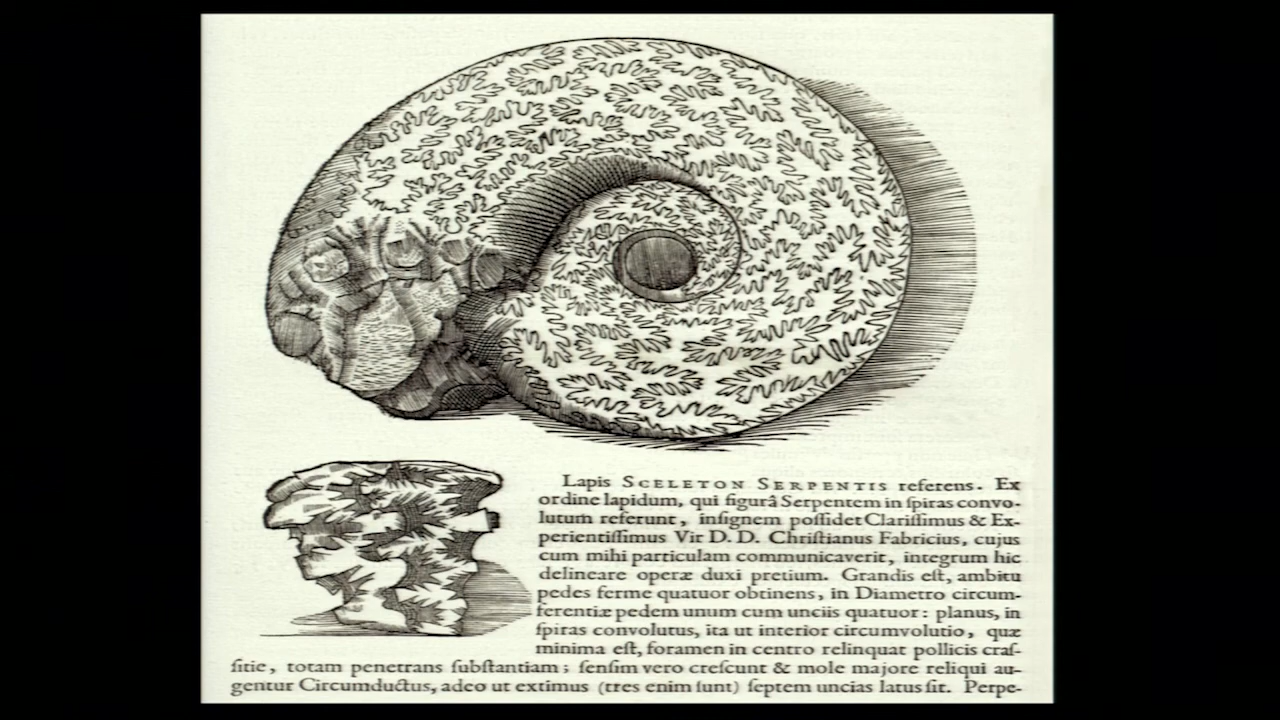 Lapis SCELETON SERPENTIS referens. Ex
ordine lapidum, qui figurâ Serpentem in ſpiras convo-
lutum referunt, inſignem poſſidet Clariſſimus & Ex-
perientiſſimus Vir D. D. Chriſtianus Fabricius, cujus
cum mihi particulam communicaverit, integrum hic
delineare operæ duxi pretium. Grandis eſt, ambitu
pedes ferme quatuor obtinens, in Diametro circum-
ferentiæ pedem unum cum unciis quatuor: planus, in
ſpiras convolutus, ita ut interior circumvolutio, quæ
minima eſt, foramen in centro relinquat pollicis craſ-
ſitie, totam penetrans ſubſtantiam; ſenſim vero creſcunt & mole majore reliqui au-
gentur Circumductus, adeo ut extimus (tres enim ſunt) ſeptem uncias latus ſit. Perpe-